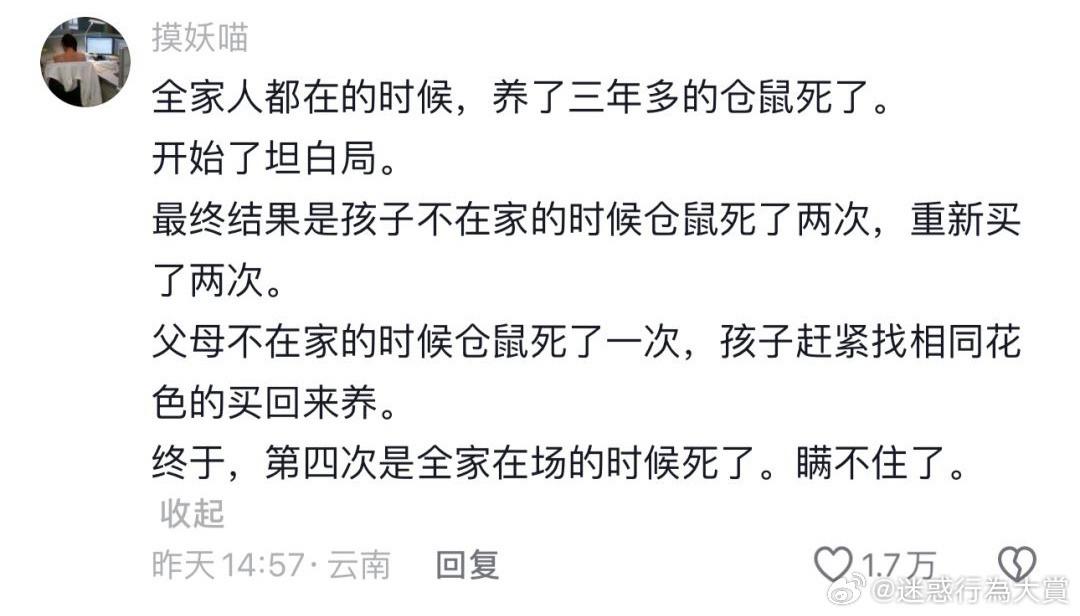 摸妖喵
全家人都在的时候，养了三年多的仓鼠死了。
开始了坦白局。
最终结果是孩子不在家的时候仓鼠死了两次，重新买
了两次。
父母不在家的时候仓鼠死了一次，孩子赶紧找相同花
色的买回来养。
终于，第四次是全家在场的时候死了。瞒不住了。
收起
昨天14:57·云南 回复 1.7万
@迷惑行為大賞